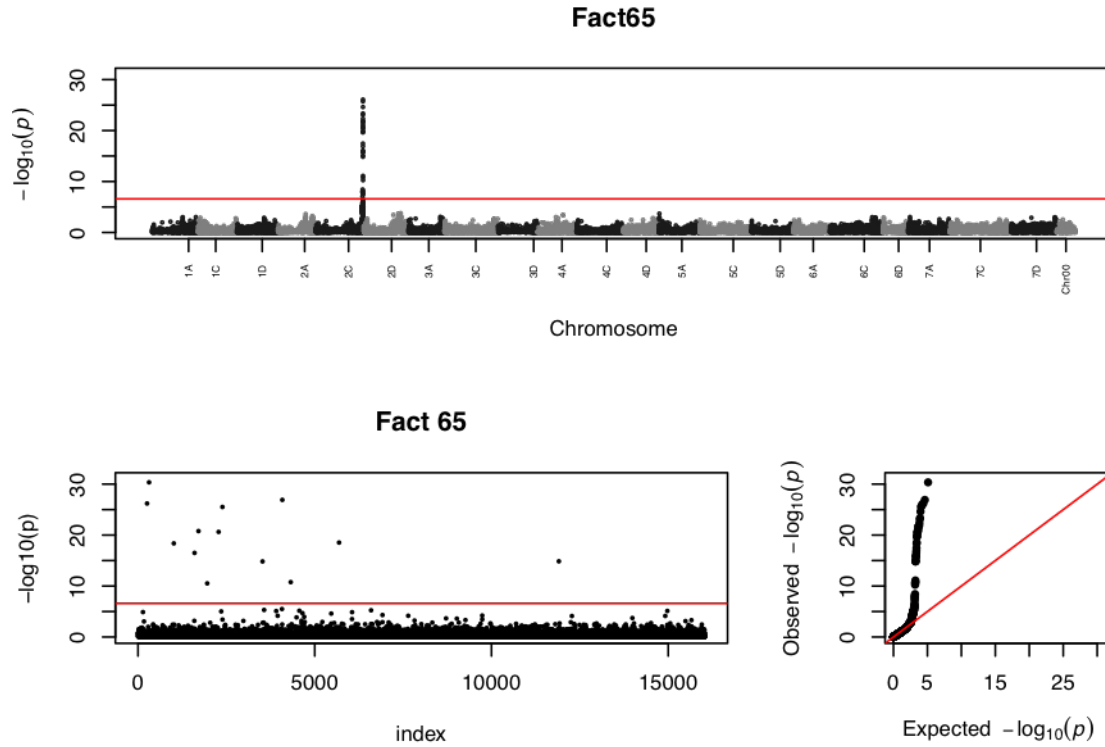 Fact65
30
20
10
0
−log10(p)
1A 1C 1D 2A 2C 2D 3A 3C 3D 4A 4C 4D 5A 5C 5D 6A 6C 6D 7A 7C 7D Chr00
Chromosome
Fact 65
30
20
10
0
−log10(p)
0 5000 10000 15000
index
30
20
10
0
Observed −log10(p)
0 5 15 25
Expected −log10(p)